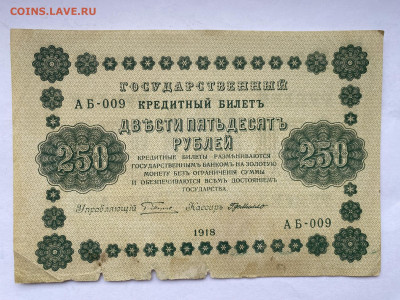 COINS.LAVE.RU
ГОСУДАРСТВЕННЫЙ
АБ-009 КРЕДИТНЫЙ БИЛЕТЪ
ДВѢСТИ ПЯТЬДЕСЯТЪ
РУБЛЕЙ
250 250
КРЕДИТНЫЕ БИЛЕТЫ РАЗМѢНИВАЮТСЯ
ГОСУДАРСТВЕННЫМЪ БАНКОМЪ НА ЗОЛОТУЮ
МОНЕТУ БЕЗЪ ОГРАНИЧЕНІЯ СУММЫ
И ОБЕЗПЕЧИВАЮТСЯ ВСѢМЪ ДОСТОЯНІЕМЪ
ГОСУДАРСТВА.
Управляющій Кассиръ
АБ-009
1918